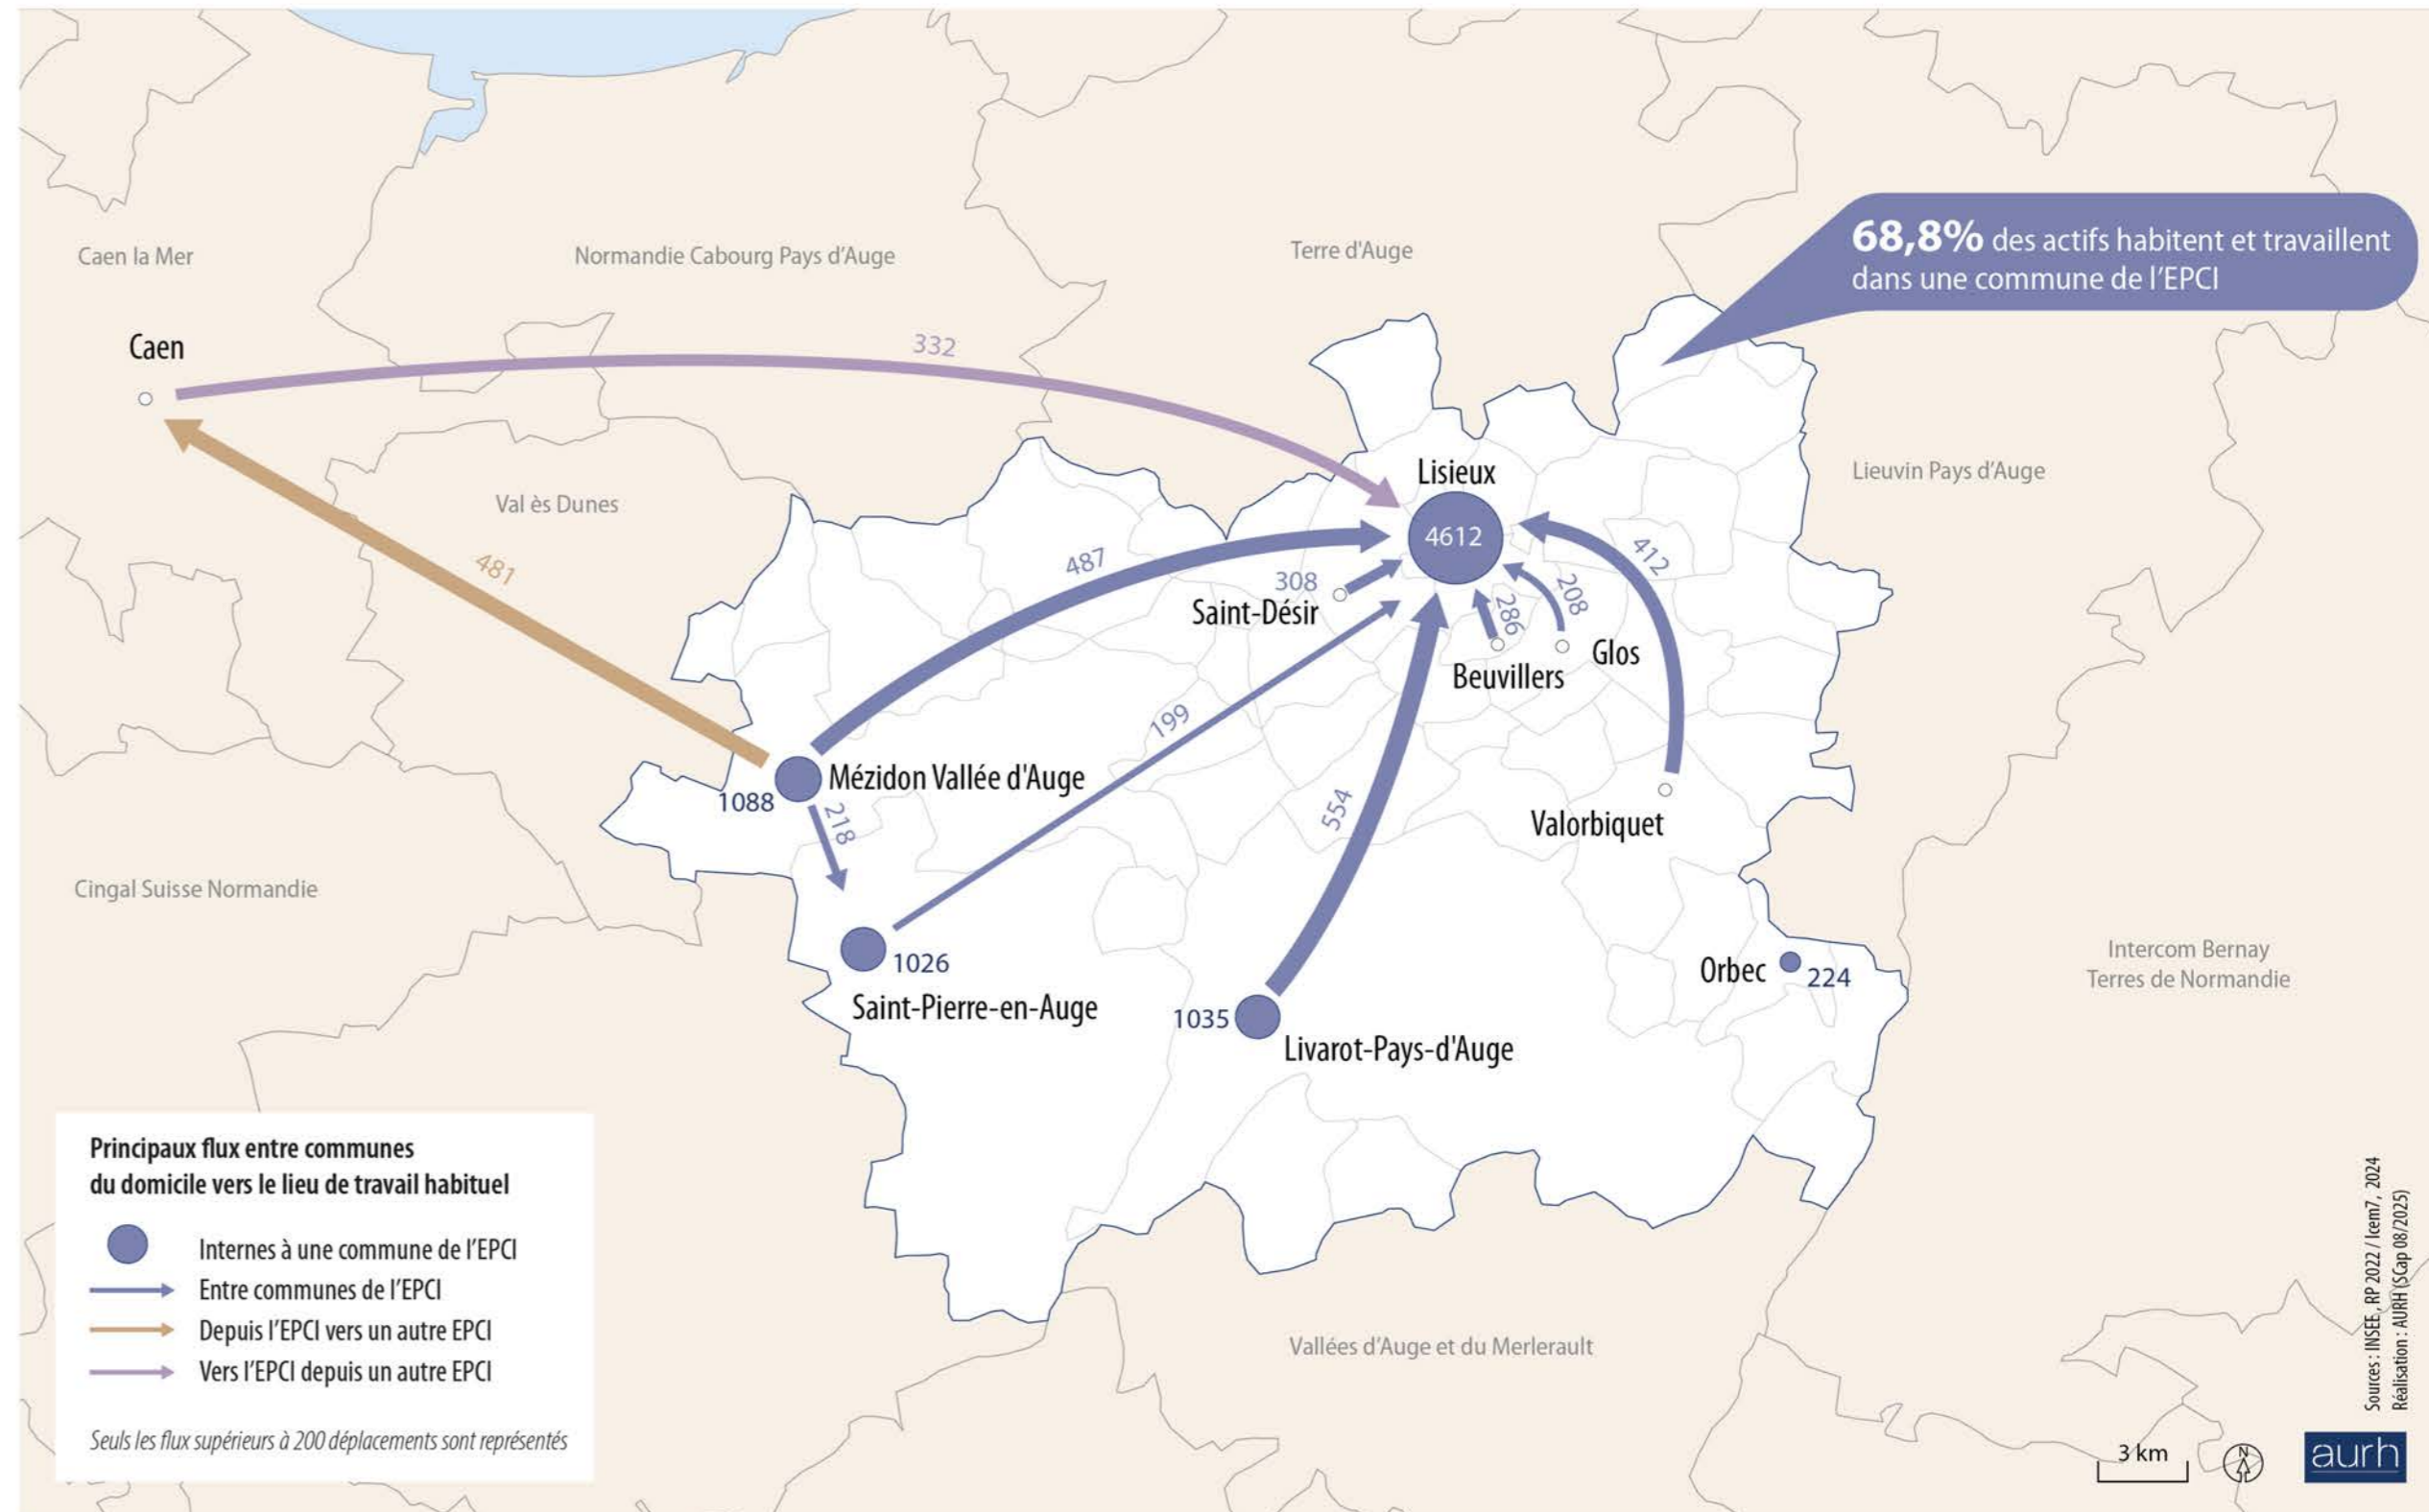 Caen la Mer
Normandie Cabourg Pays d'Auge
Terre d'Auge
68,8% des actifs habitent et travaillent
dans une commune de l'EPCI
Caen
332
Lisieux
4612
Lieuvin Pays d'Auge
Val ès Dunes
481
487
308
Saint-Désir
412
208
286
Glos
Beuvillers
199
Mézidon Vallée d'Auge
1088
218
554
Valorbiquet
Cingal Suisse Normandie
1026
Saint-Pierre-en-Auge
1035
Livarot-Pays-d'Auge
Orbec
224
Intercom Bernay
Terres de Normandie
Principaux flux entre communes
du domicile vers le lieu de travail habituel
Internes à une commune de l'EPCI
Entre communes de l'EPCI
Depuis l'EPCI vers un autre EPCI
Vers l'EPCI depuis un autre EPCI
Seuls les flux supérieurs à 200 déplacements sont représentés
Vallées d'Auge et du Merlerault
Sources : INSEE, RP 2022 / Icem7, 2024
Réalisation : AURH (SCap 08/2025)
3 km
N
aurh